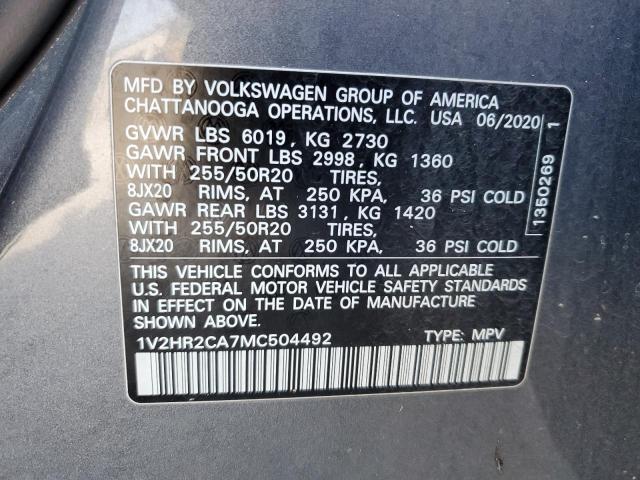 MFD BY VOLKSWAGEN GROUP OF AMERICA
CHATTANOOGA OPERATIONS, LLC. USA 06/2020
GVWR LBS 6019, KG 2730
GAWR FRONT LBS 2998, KG 1360
WITH 255/50R20 TIRES,
8JX20 RIMS, AT 250 KPA, 36 PSI COLD
GAWR REAR LBS 3131, KG 1420
WITH 255/50R20 TIRES,
8JX20 RIMS, AT 250 KPA, 36 PSI COLD
THIS VEHICLE CONFORMS TO ALL APPLICABLE
U.S. FEDERAL MOTOR VEHICLE SAFETY STANDARDS
IN EFFECT ON THE DATE OF MANUFACTURE
SHOWN ABOVE.
1V2HR2CA7MC504492 TYPE: MPV
1350269 1